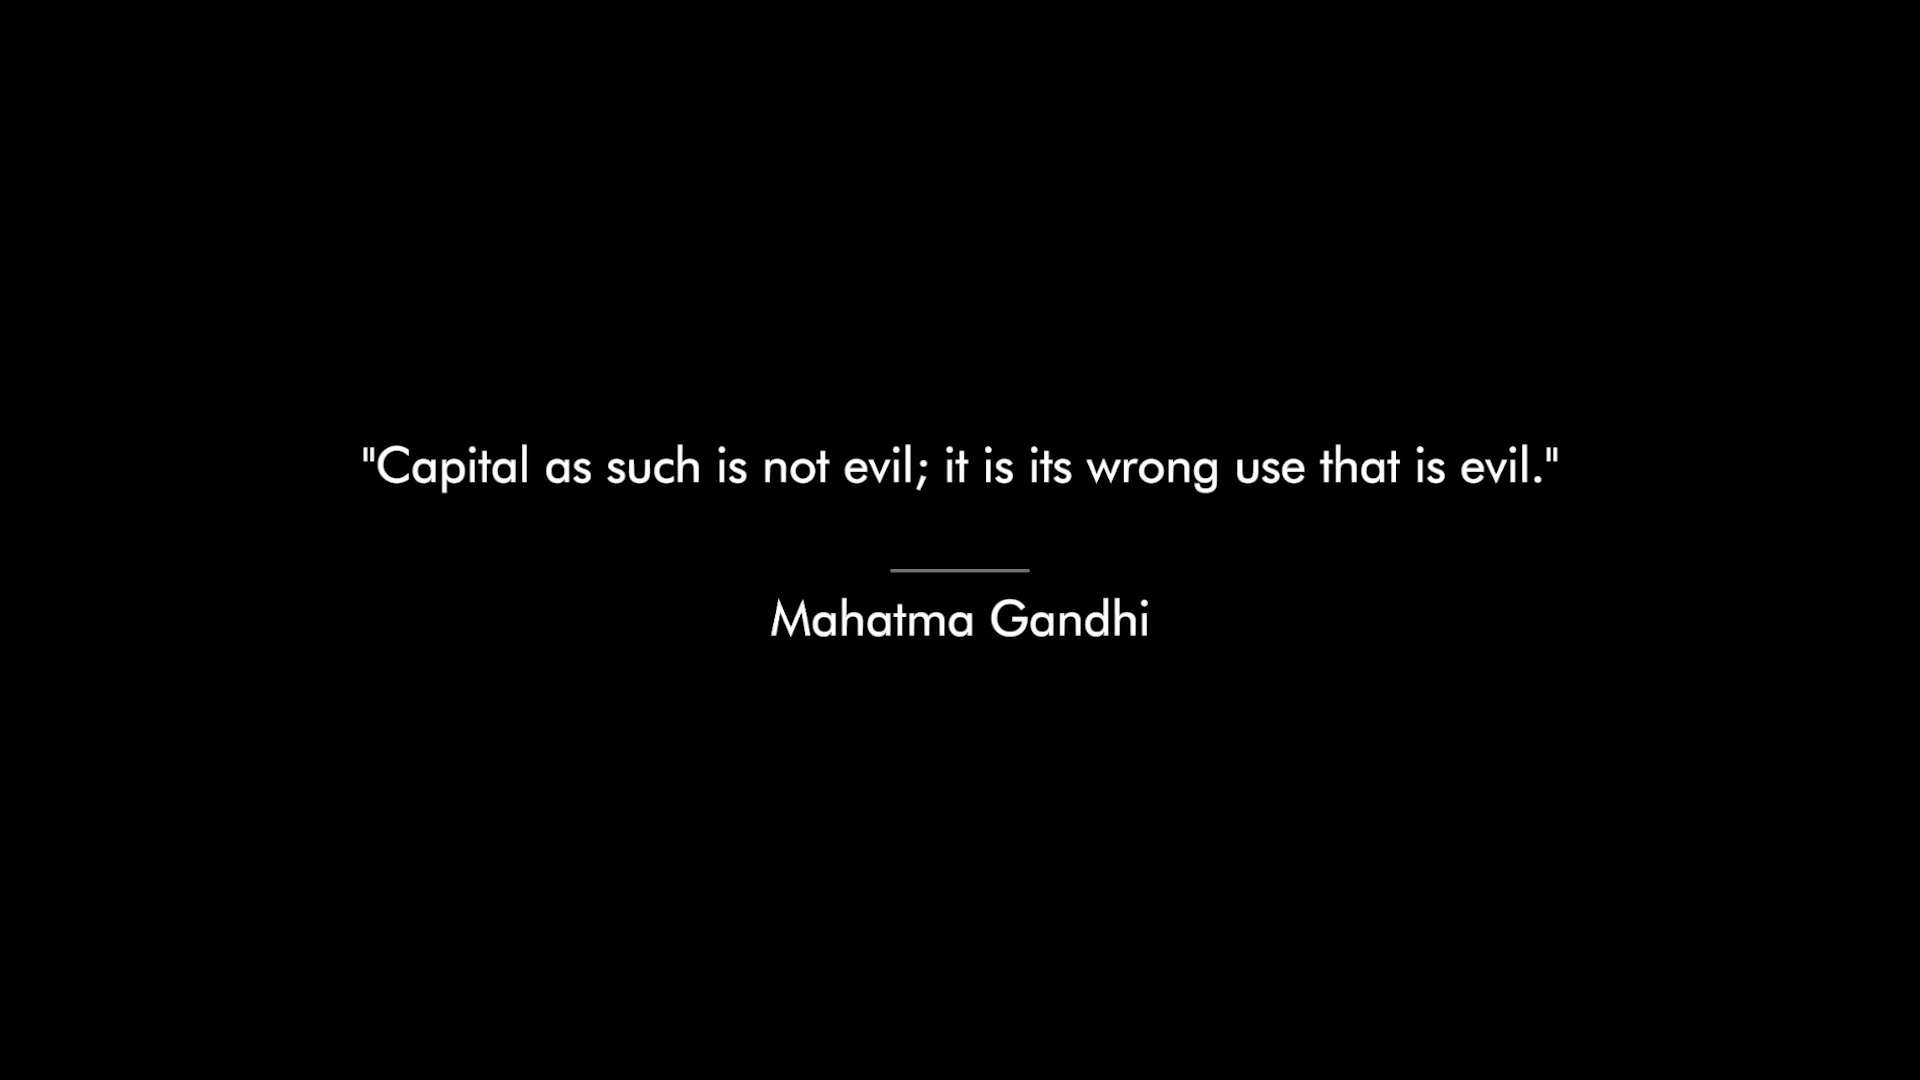 "Capital as such is not evil; it is its wrong use that is evil."
Mahatma Gandhi